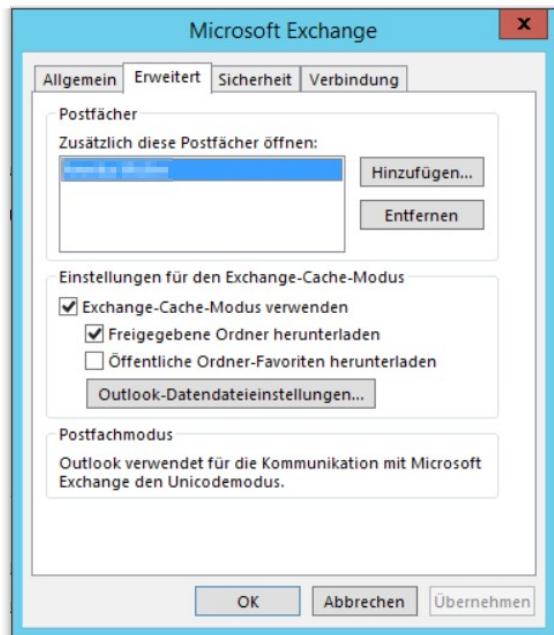 Microsoft Exchange
x
Allgemein Erweitert Sicherheit Verbindung
Postfächer
Zusätzlich diese Postfächer öffnen:
Hinzufügen...
Entfernen
Einstellungen für den Exchange-Cache-Modus
Exchange-Cache-Modus verwenden
Freigegebene Ordner herunterladen
Öffentliche Ordner-Favoriten herunterladen
Outlook-Datendateieinstellungen...
Postfachmodus
Outlook verwendet für die Kommunikation mit Microsoft
Exchange den Unicodemodus.
OK Abbrechen Übernehmen